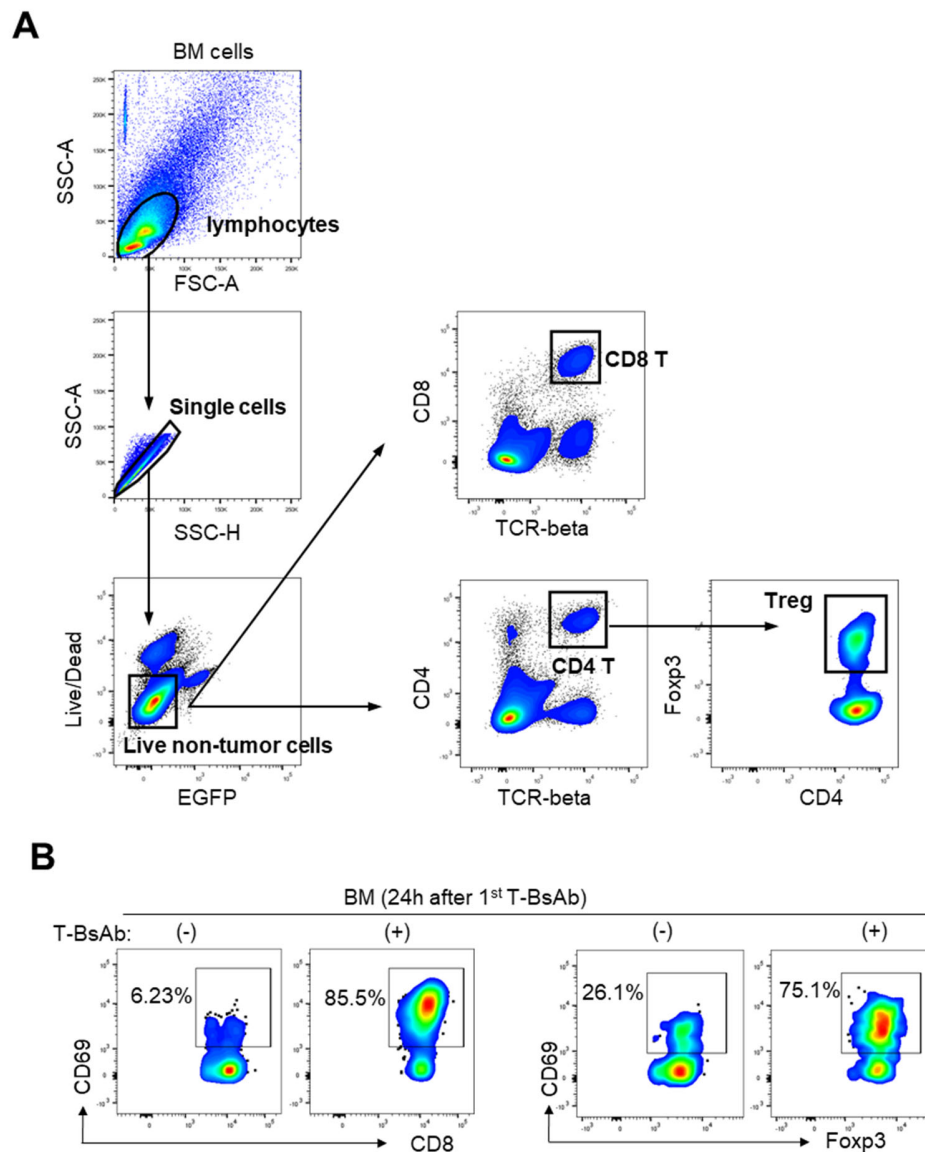 A
BM cells
SSC-A
lymphocytes
FSC-A
SSC-A
Single cells
SSC-H
CD8
CD8 T
TCR-beta
Live/Dead
Live non-tumor cells
EGFP
CD4
CD4 T
TCR-beta
Foxp3
Treg
CD4
B
BM (24h after 1st T-BsAb)
T-BsAb: (-) (+) (-) (+)
6.23%
85.5%
26.1%
75.1%
CD69
CD8
CD69
Foxp3